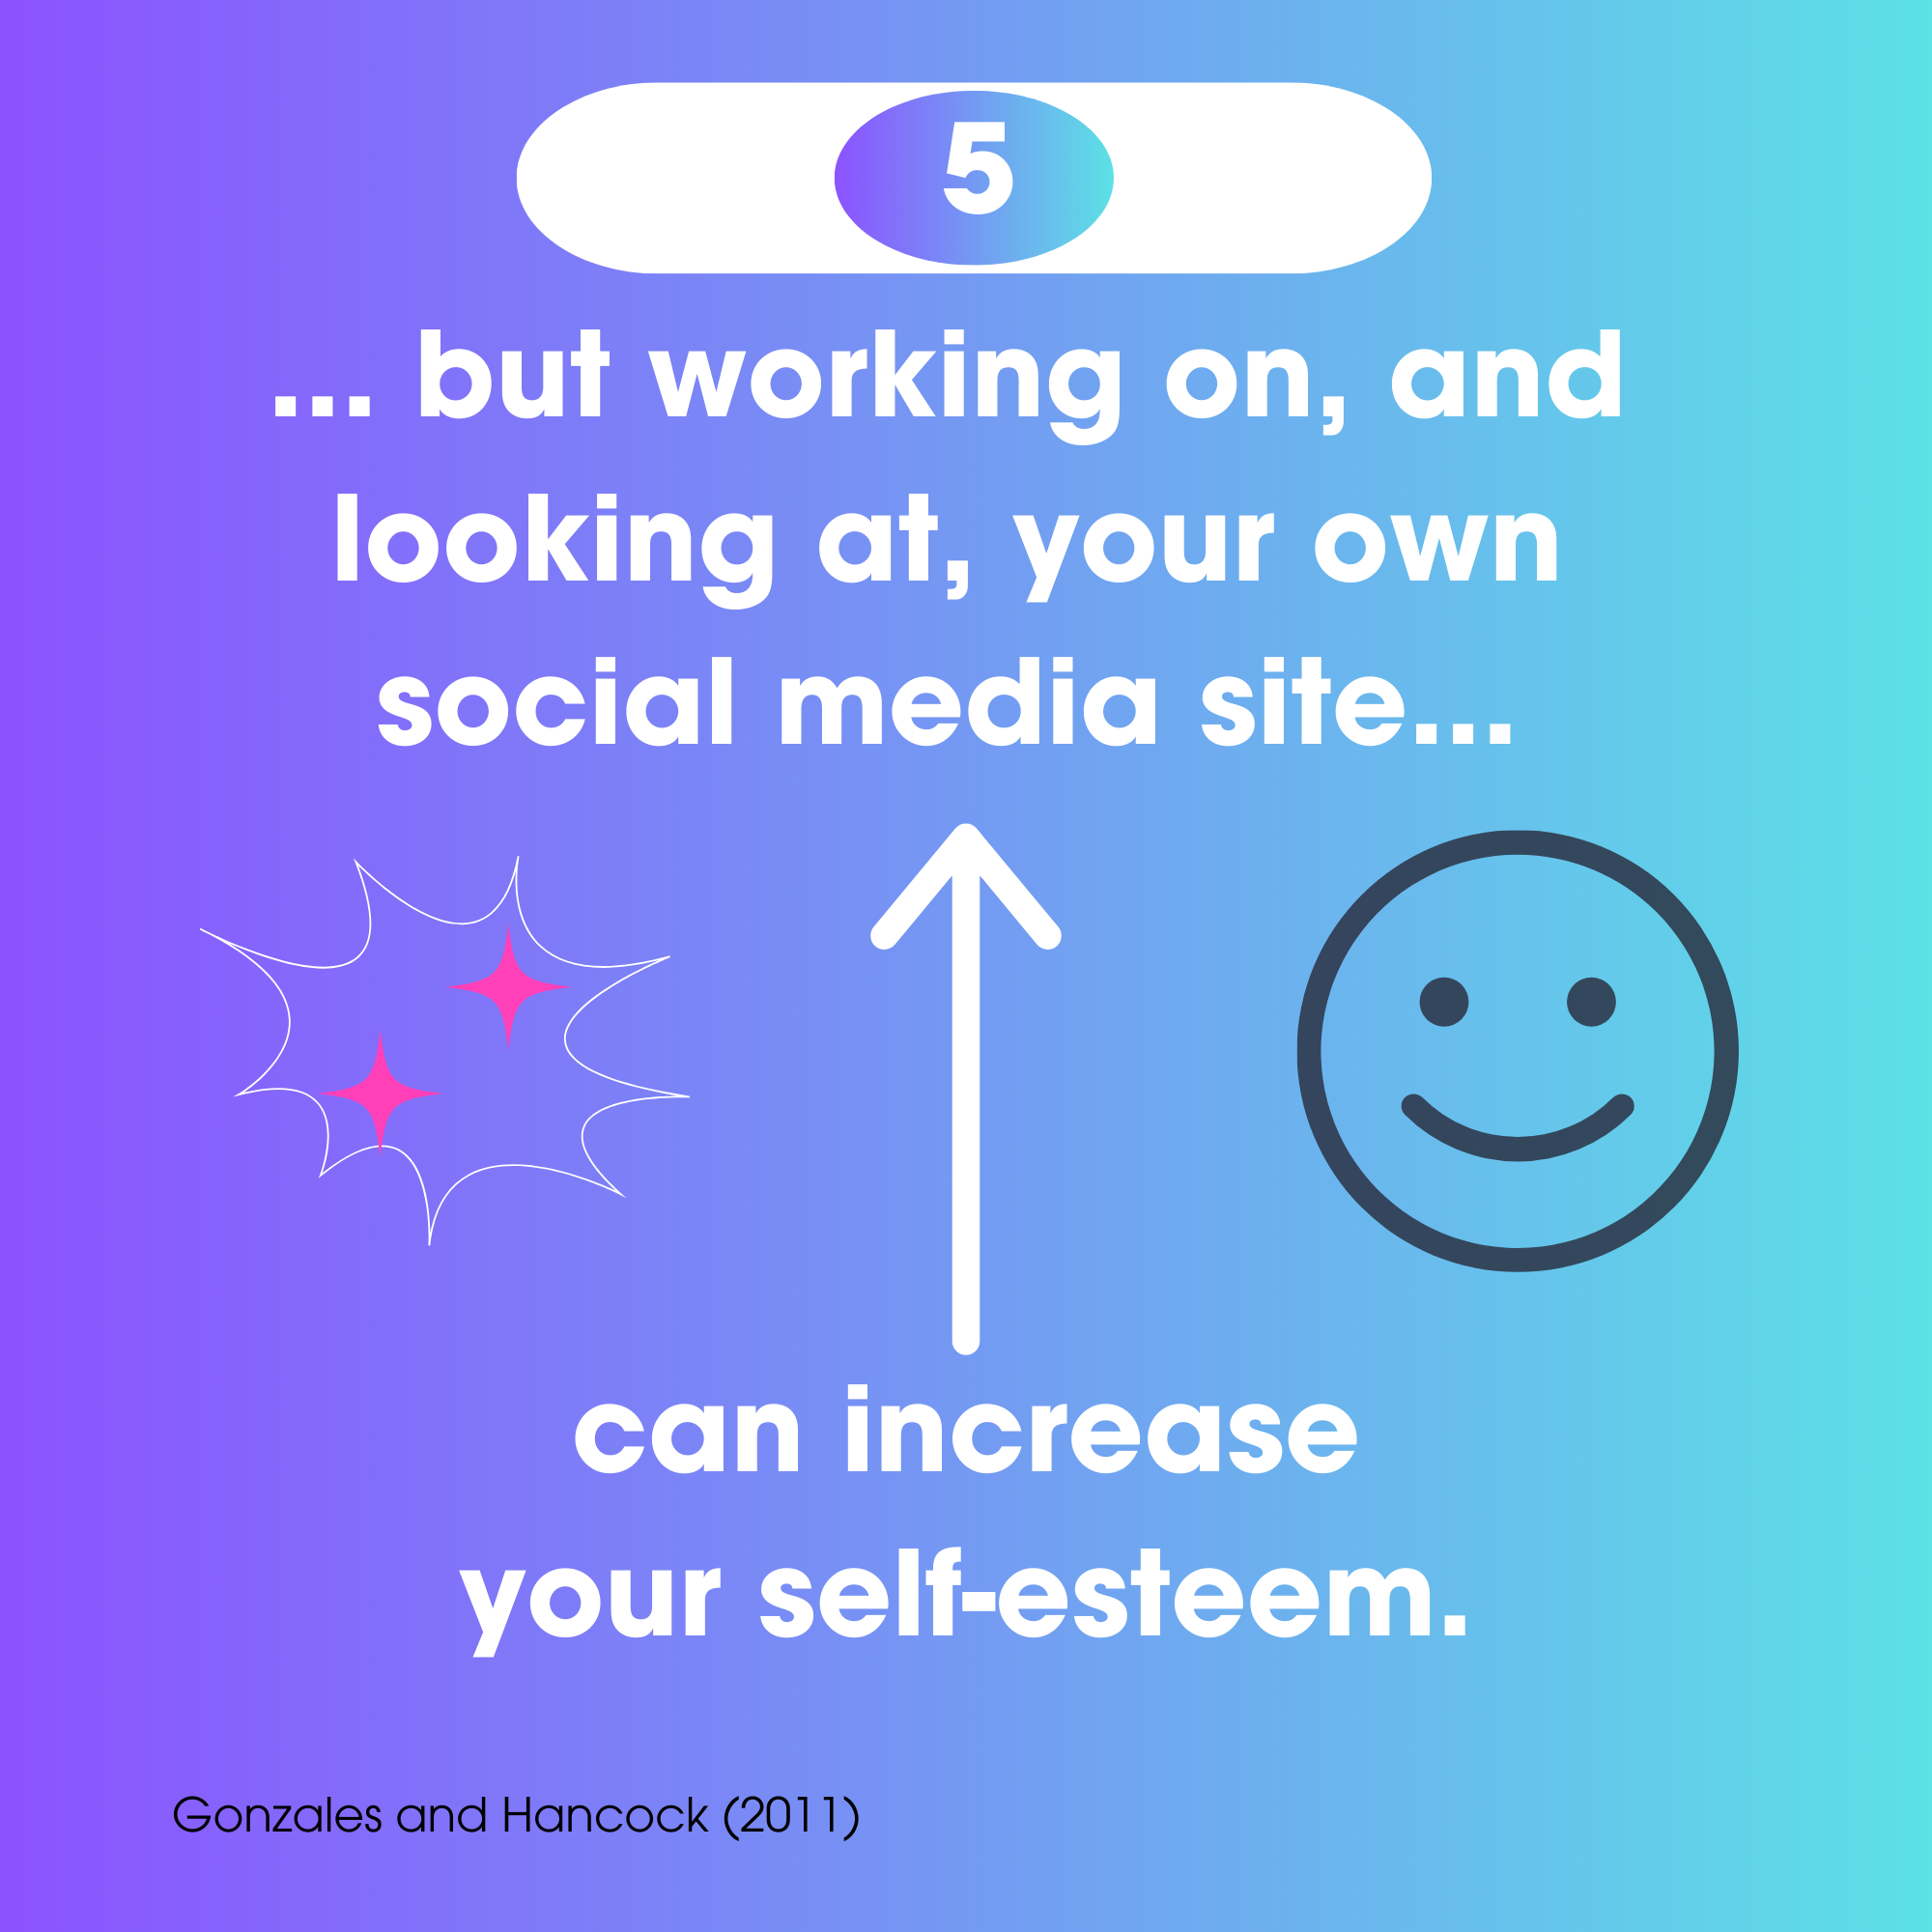 5
... but working on, and
looking at, your own
social media site...
can increase
your self-esteem.
Gonzales and Hancock (2011)